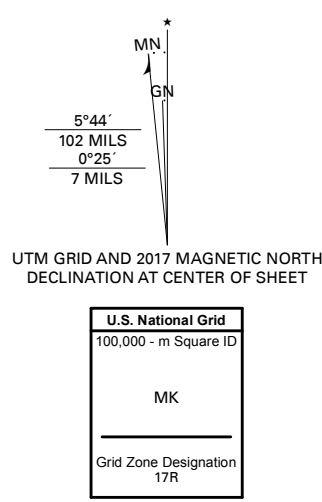 ★
MN
GN
5°44´
102 MILS
0°25´
7 MILS
UTM GRID AND 2017 MAGNETIC NORTH
DECLINATION AT CENTER OF SHEET
U.S. National Grid
100,000 - m Square ID
MK
Grid Zone Designation
17R